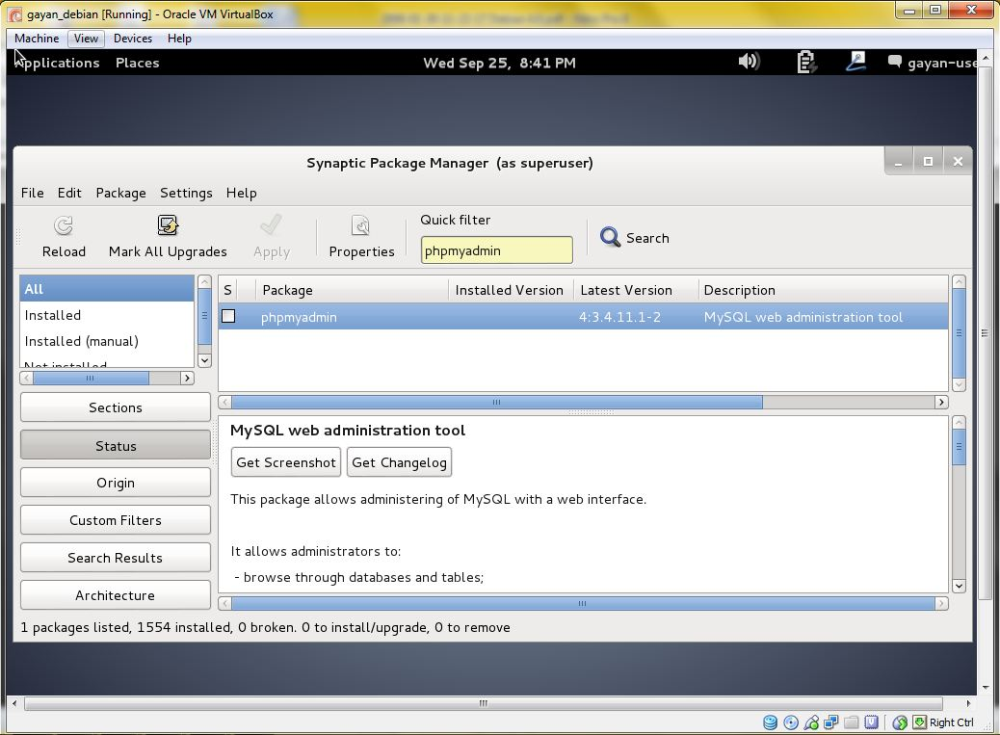 gayan_debian [Running] - Oracle VM VirtualBox
Machine View Devices Help
Applications Places Wed Sep 25, 8:41 PM gayan-use
Synaptic Package Manager (as superuser)
File Edit Package Settings Help
Quick filter
Reload Mark All Upgrades Apply Properties phpmyadmin Search
All
Installed
Installed (manual)
Not installed
S Package Installed Version Latest Version Description
phpmyadmin 4:3.4.11.1-2 MySQL web administration tool
Sections
Status
Origin
Custom Filters
Search Results
Architecture
MySQL web administration tool
Get Screenshot Get Changelog
This package allows administering of MySQL with a web interface.
It allows administrators to:
- browse through databases and tables;
1 packages listed, 1554 installed, 0 broken. 0 to install/upgrade, 0 to remove
Right Ctrl